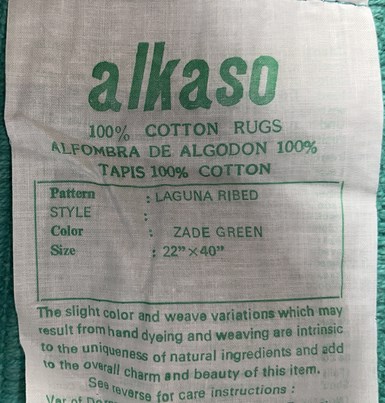 alkaso
100% COTTON RUGS
ALFOMBRA DE ALGODON 100%
TAPIS 100% COTTON
Pattern : LAGUNA RIBED
STYLE :
Color : ZADE GREEN
Size : 22”×40”
The slight color and weave variations which may
result from hand dyeing and weaving are intrinsic
to the uniqueness of natural ingredients and add
to the overall charm and beauty of this item.
See reverse for care instructions :